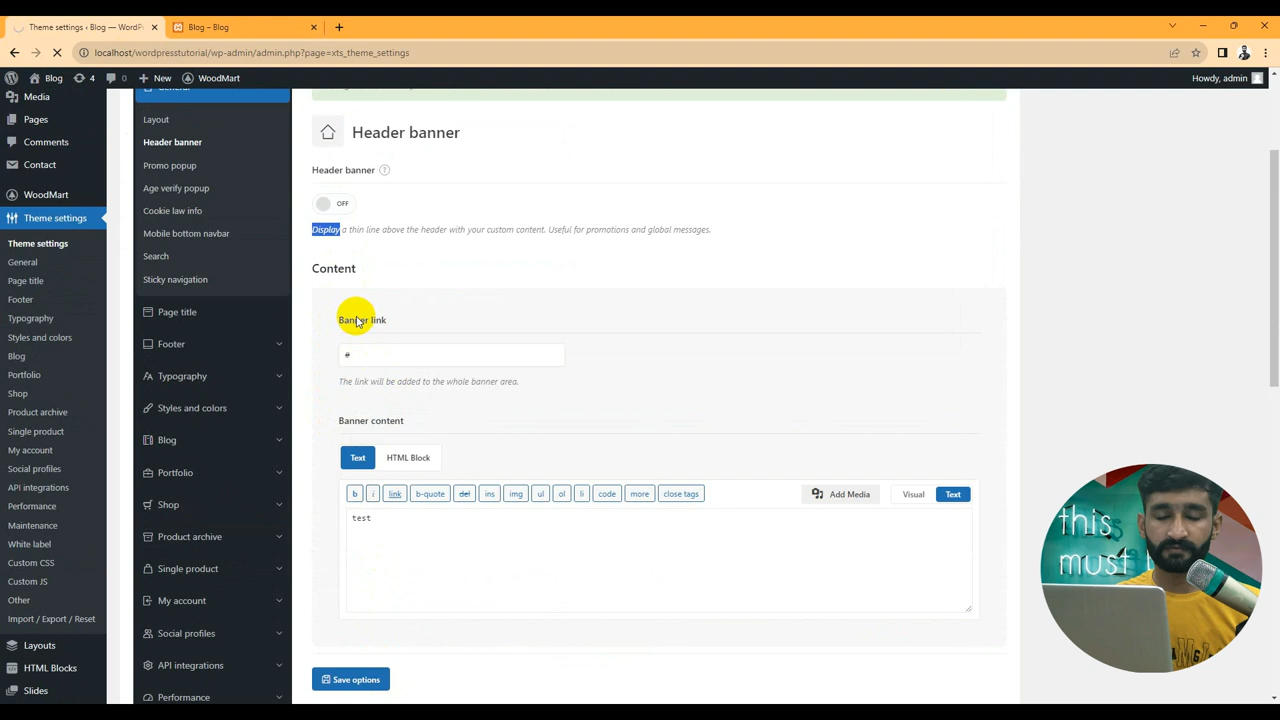 Theme settings ‹ Blog — WordPr
Blog – Blog
localhost/wordpresstutorial/wp-admin/admin.php?page=xts_theme_settings
Blog
4
0
New
WoodMart
Howdy, admin
Media
Pages
Comments
Contact
WoodMart
Theme settings
Theme settings
General
Page title
Footer
Typography
Styles and colors
Blog
Portfolio
Shop
Product archive
Single product
My account
Social profiles
API integrations
Performance
Maintenance
White label
Custom CSS
Custom JS
Other
Import / Export / Reset
Layouts
HTML Blocks
Slides
General
Layout
Header banner
Promo popup
Age verify popup
Cookie law info
Mobile bottom navbar
Search
Sticky navigation
Page title
Footer
Typography
Styles and colors
Blog
Portfolio
Shop
Product archive
Single product
My account
Social profiles
API integrations
Performance
Header banner
Header banner ?
OFF
Display a thin line above the header with your custom content. Useful for promotions and global messages.
Content
Banner link
#
The link will be added to the whole banner area.
Banner content
Text HTML Block
b i link b-quote del ins img ul ol li code more close tags Add Media Visual Text
test
Save options
this
must